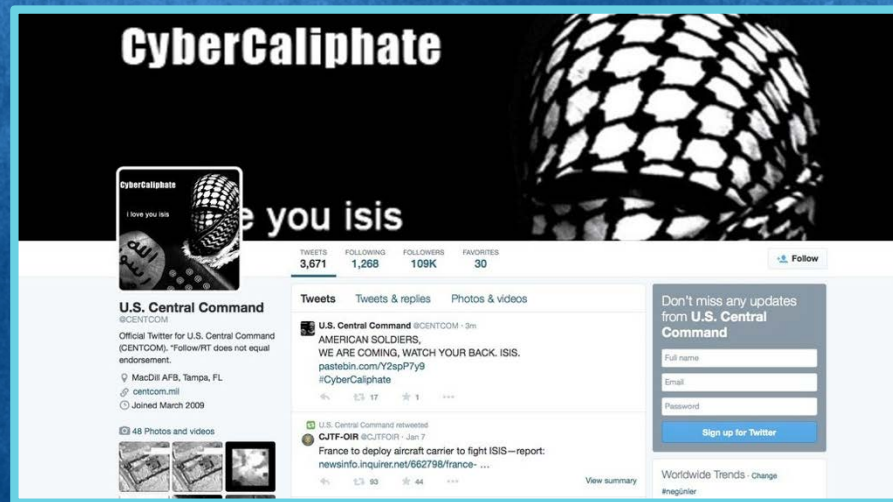 CyberCaliphate
CyberCaliphate
i love you isis
e you isis
TWEETS
3,671
FOLLOWING
1,268
FOLLOWERS
109K
FAVORITES
30
Follow
U.S. Central Command
@CENTCOM
Official Twitter for U.S. Central Command
(CENTCOM). *Follow/RT does not equal
endorsement.
MacDill AFB, Tampa, FL
centcom.mil
Joined March 2009
48 Photos and videos
Tweets Tweets & replies Photos & videos
U.S. Central Command @CENTCOM · 3m
AMERICAN SOLDIERS,
WE ARE COMING, WATCH YOUR BACK. ISIS.
pastebin.com/Y2spP7y9
#CyberCaliphate
17 1
U.S. Central Command retweeted
CJTF-OIR @CJTFOIR · Jan 7
France to deploy aircraft carrier to fight ISIS—report:
newsinfo.inquirer.net/662798/france- …
93 44
View summary
Don't miss any updates
from U.S. Central
Command
Full name
Email
Password
Sign up for Twitter
Worldwide Trends · Change
#negünler